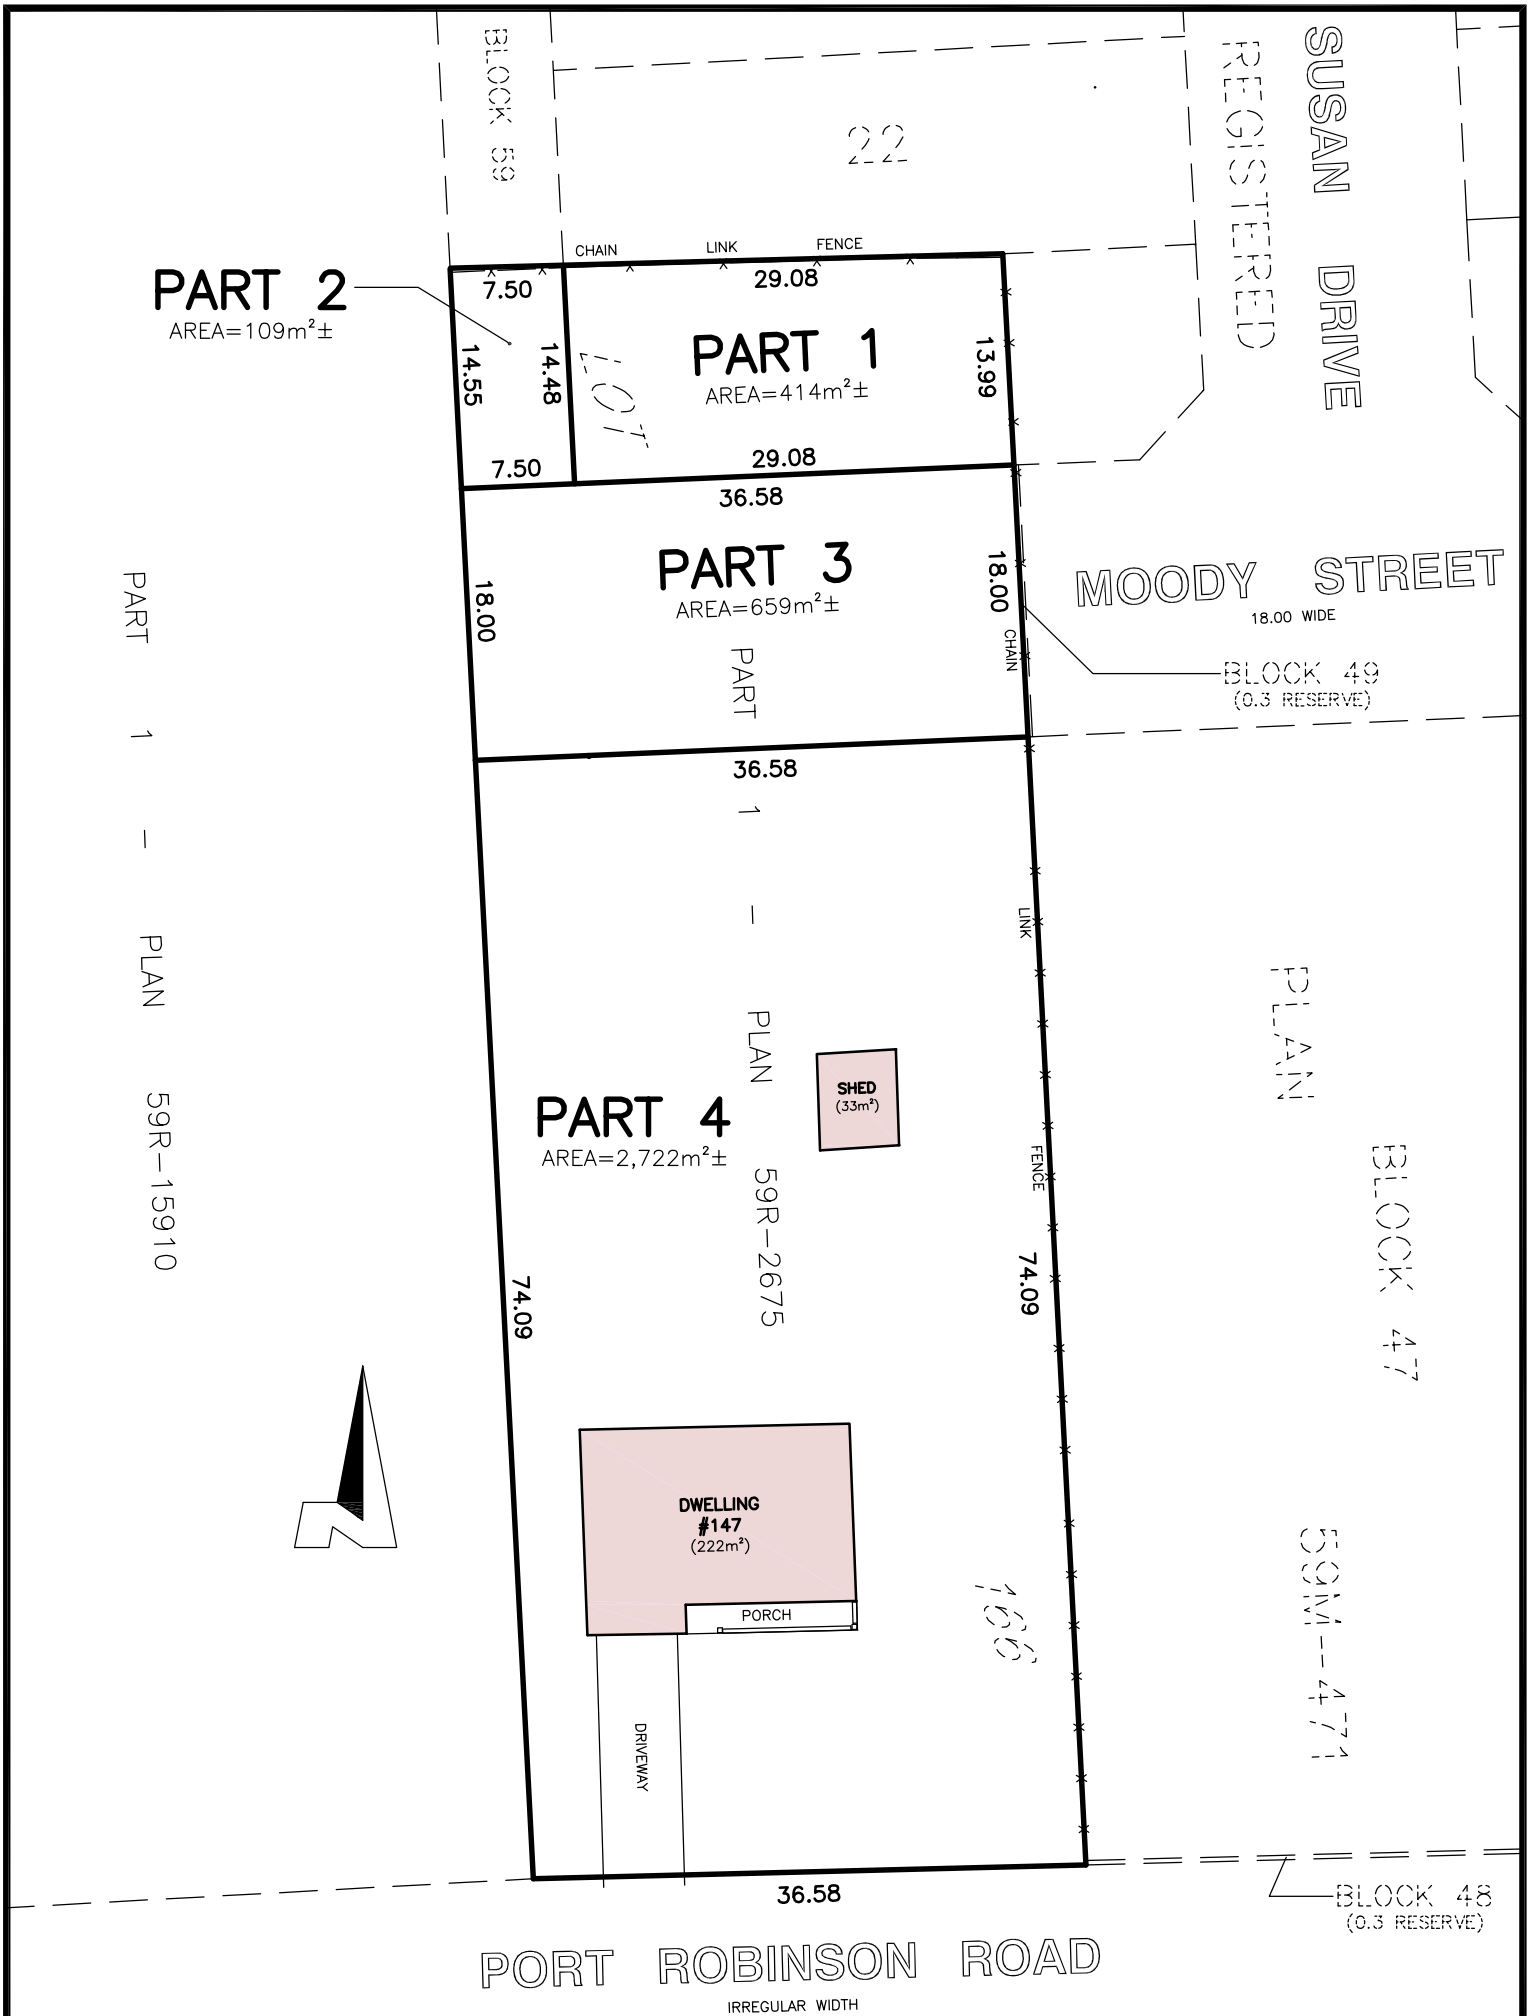 BLOCK 59
22
REGISTERED
SUSAN DRIVE
CHAIN LINK FENCE
PART 2
AREA=109m²±
7.50
29.08
14.55
14.48
LOT
PART 1
AREA=414m²±
13.99
7.50
29.08
36.58
PART 3
AREA=659m²±
18.00
18.00
MOODY STREET
18.00 WIDE
BLOCK 49
(0.3 RESERVE)
CHAIN LINK FENCE
36.58
PART 1 – PLAN 59R–15910
PART 1 – PLAN 59R–2675
PART 4
AREA=2,722m²±
SHED
(33m²)
74.09
74.09
PLAN
BLOCK 47
59M–471
DWELLING
#147
(222m²)
PORCH
166
DRIVEWAY
36.58
BLOCK 48
(0.3 RESERVE)
PORT ROBINSON ROAD
IRREGULAR WIDTH